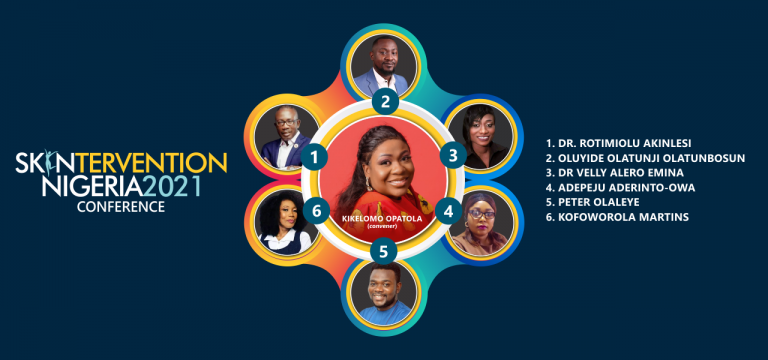 SKINTERVENTION
NIGERIA2021
CONFERENCE
1
2
3
4
5
6
KIKELOMO OPATOLA
(convener)
1. DR. ROTIMIOLU AKINLESI
2. OLUYIDE OLATUNJI OLATUNBOSUN
3. DR VELLY ALERO EMINA
4. ADEPEJU ADERINTO-OWA
5. PETER OLALEYE
6. KOFOWOROLA MARTINS